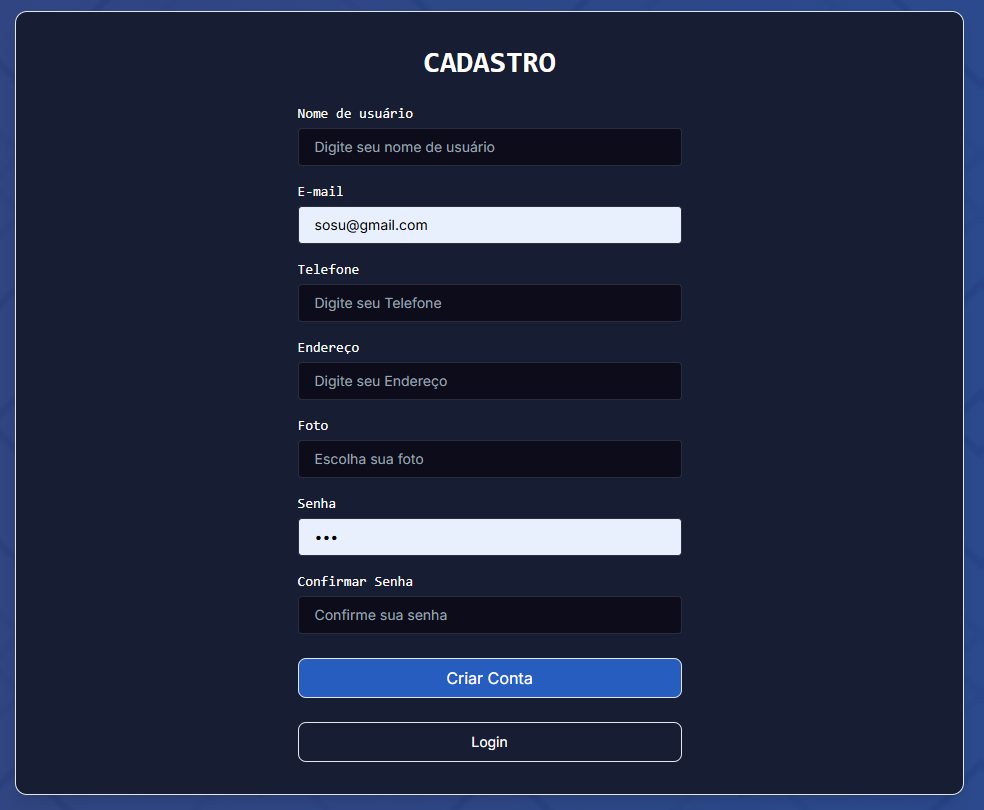 CADASTRO
Nome de usuário
Digite seu nome de usuário
E-mail
sosu@gmail.com
Telefone
Digite seu Telefone
Endereço
Digite seu Endereço
Foto
Escolha sua foto
Senha
•••
Confirmar Senha
Confirme sua senha
Criar Conta
Login